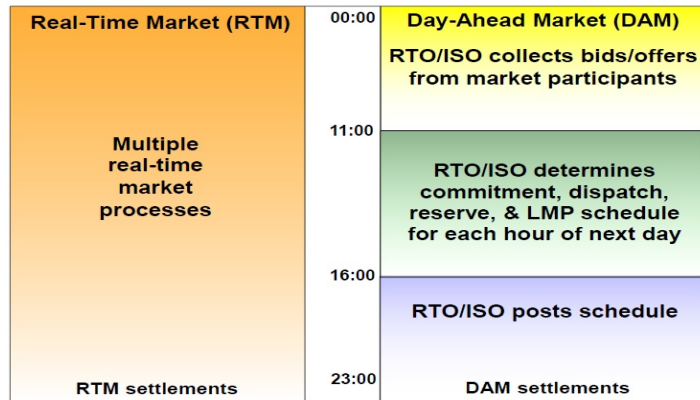 Real-Time Market (RTM)
Multiple
real-time
market
processes
RTM settlements
00:00
11:00
16:00
23:00
Day-Ahead Market (DAM)
RTO/ISO collects bids/offers
from market participants
RTO/ISO determines
commitment, dispatch,
reserve, & LMP schedule
for each hour of next day
RTO/ISO posts schedule
DAM settlements